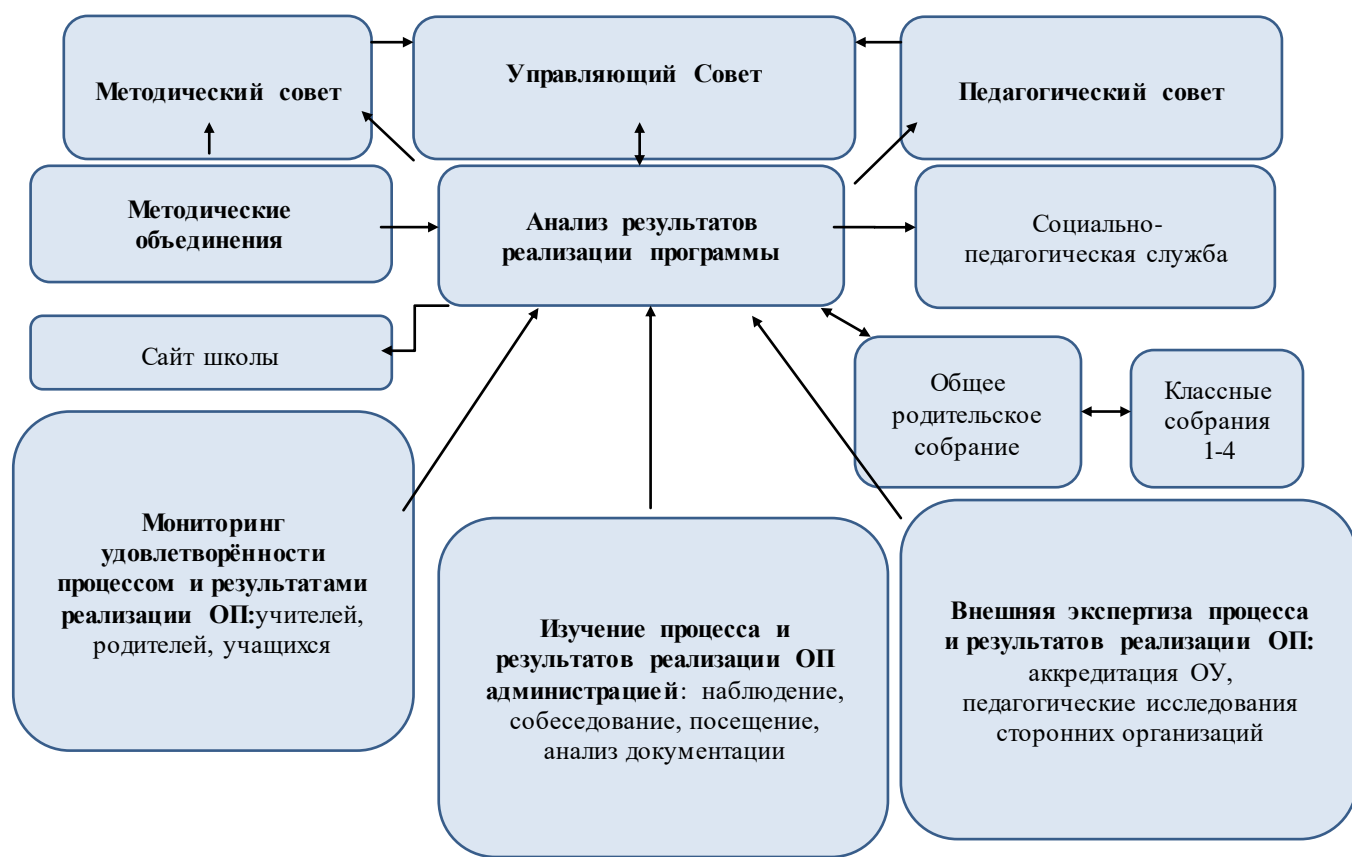 Методический совет
Управляющий Совет
Педагогический совет
Методические
объединения
Анализ результатов
реализации программы
Социально-
педагогическая служба
Сайт школы
Общее
родительское
собрание
Классные
собрания
1-4
Мониторинг
удовлетворённости
процессом и результатами
реализации ОП:учителей,
родителей, учащихся
Изучение процесса и
результатов реализации ОП
администрацией: наблюдение,
собеседование, посещение,
анализ документации
Внешняя экспертиза процесса
и результатов реализации ОП:
аккредитация ОУ,
педагогические исследования
сторонних организаций